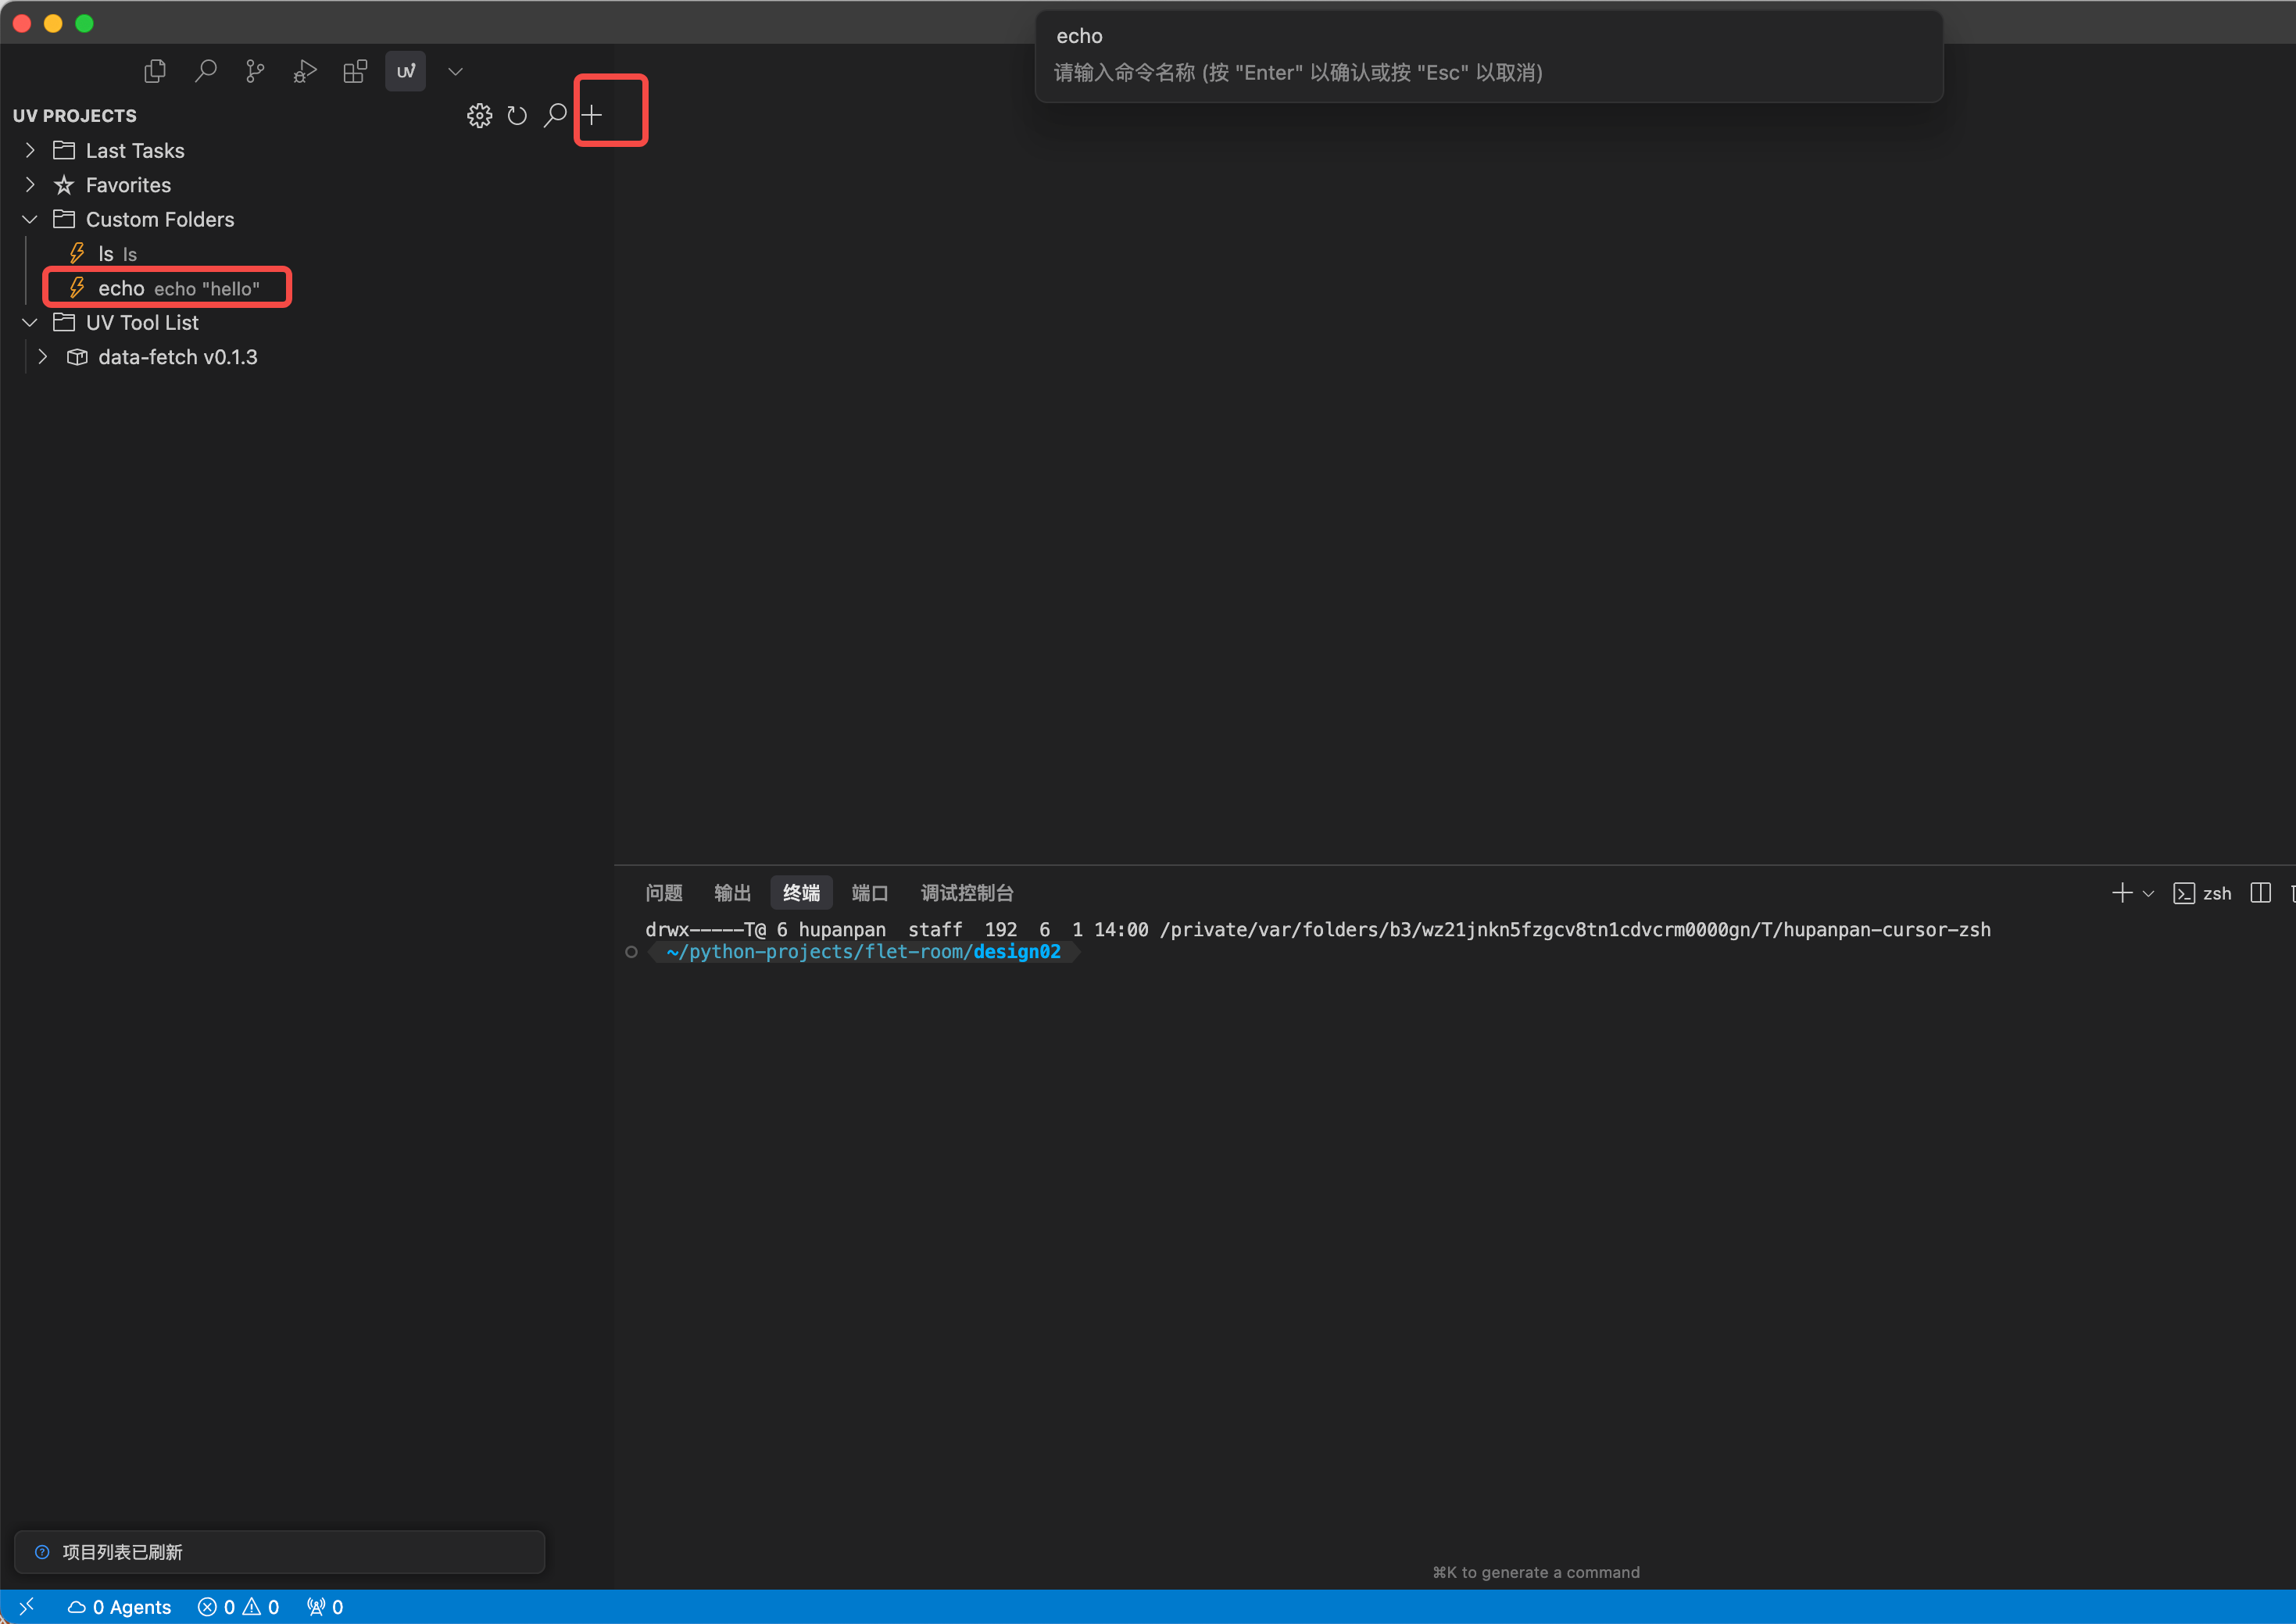 echo
请输入命令名称 (按 "Enter" 以确认或按 "Esc" 以取消)
UV
UV PROJECTS
Last Tasks
Favorites
Custom Folders
ls ls
echo echo "hello"
UV Tool List
data-fetch v0.1.3
问题 输出 终端 端口 调试控制台
zsh
drwx-----T@ 6 hupanpan  staff  192  6  1 14:00 /private/var/folders/b3/wz21jnkn5fzgcv8tn1cdvcrm0000gn/T/hupanpan-cursor-zsh
~/python-projects/flet-room/design02
项目列表已刷新
⌘K to generate a command
0 Agents 0 0 0